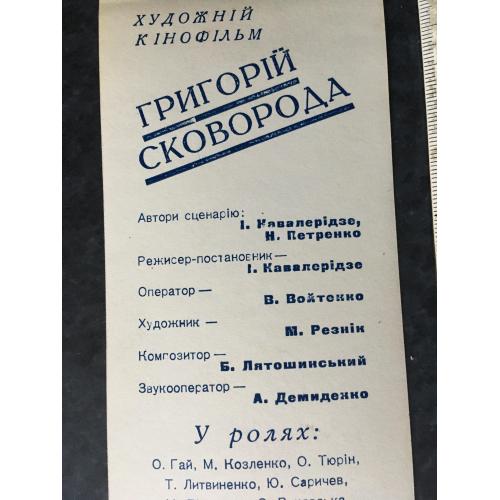 ХУДОЖНІЙ
КІНОФІЛЬМ
ГРИГОРІЙ
СКОВОРОДА
Автори сценарію:
І. Кавалерідзе,
Н. Петренко
Режисер-постановник —
І. Кавалерідзе
Оператор —
В. Войтенко
Художник —
М. Резнік
Композитор —
Б. Лятошинський
Звукооператор —
А. Демиденко
У ролях:
О. Гай, М. Козленко, О. Тюрін,
Т. Литвиненко, Ю. Саричев,